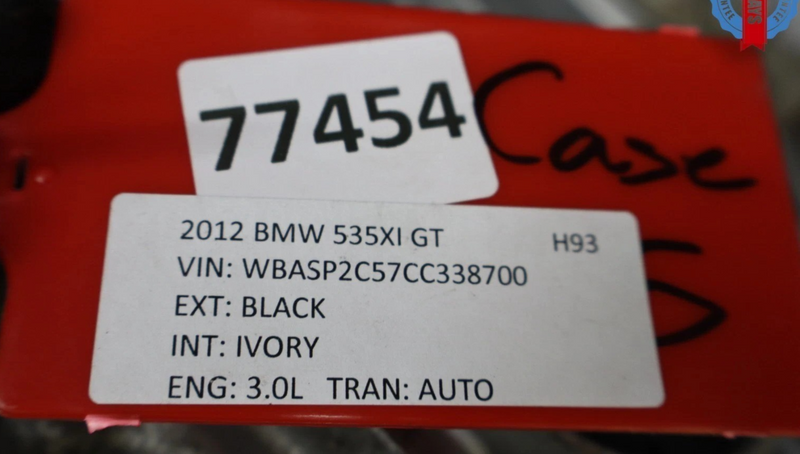 77454
Case
2012 BMW 535XI GT H93
VIN: WBASP2C57CC338700
EXT: BLACK
INT: IVORY
ENG: 3.0L TRAN: AUTO